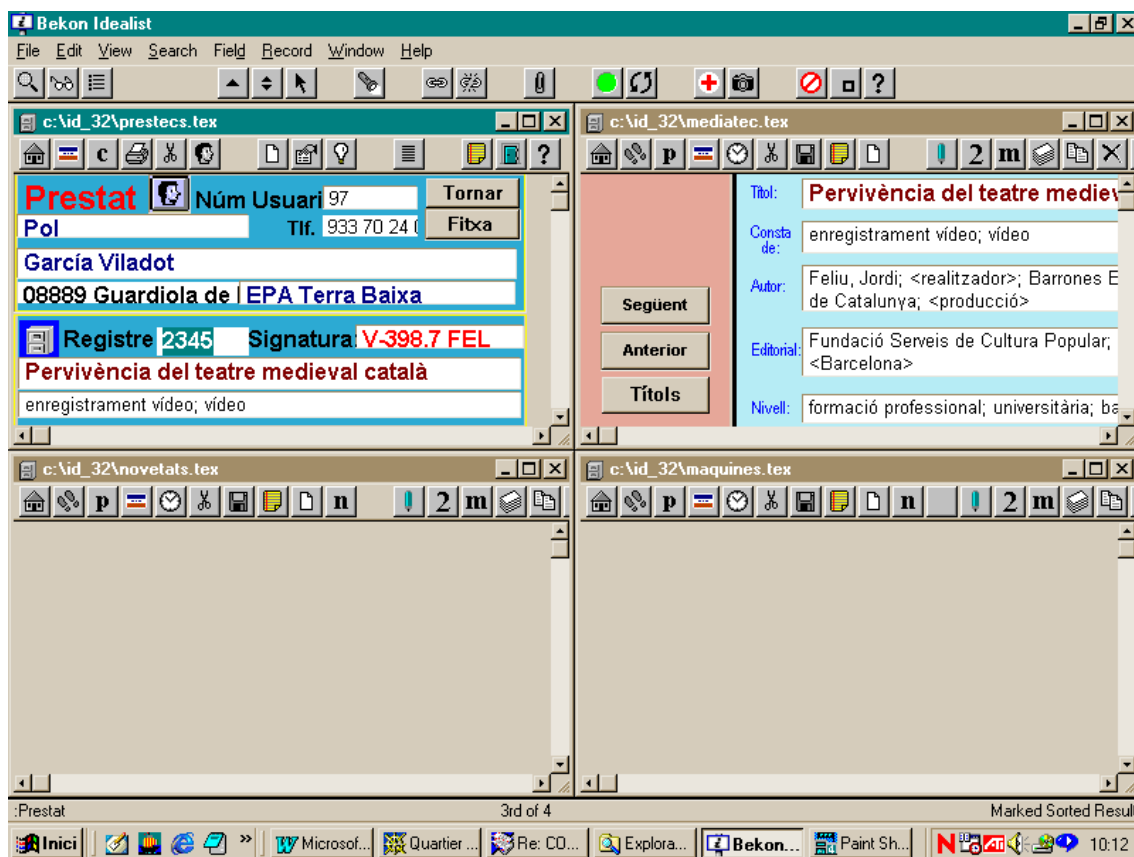 Bekon Idealist
File Edit View Search Field Record Window Help
c:\id_32\prestecs.tex
c
?
Prestat Núm Usuari 97 Tornar
Pol Tlf. 933 70 24 Fitxa
García Viladot
08889 Guardiola de EPA Terra Baixa
Registre 2345 Signatura: V-398.7 FEL
Pervivència del teatre medieval català
enregistrament vídeo; vídeo
c:\id_32\mediatec.tex
p 2 m
Títol: Pervivència del teatre mediev
Consta de: enregistrament vídeo; vídeo
Autor: Feliu, Jordi; <realitzador>; Barrones E
de Catalunya; <producció>
Editorial: Fundació Serveis de Cultura Popular;
<Barcelona>
Nivell: formació professional; universitària; ba
Següent
Anterior
Títols
c:\id_32\novetats.tex
p n 2 m
c:\id_32\maquines.tex
p n 2 m
:Prestat 3rd of 4 Marked Sorted Resul
Inici » Microsof... Quartier ... Re: CO... Explora... Bekon... Paint Sh... N 10:12